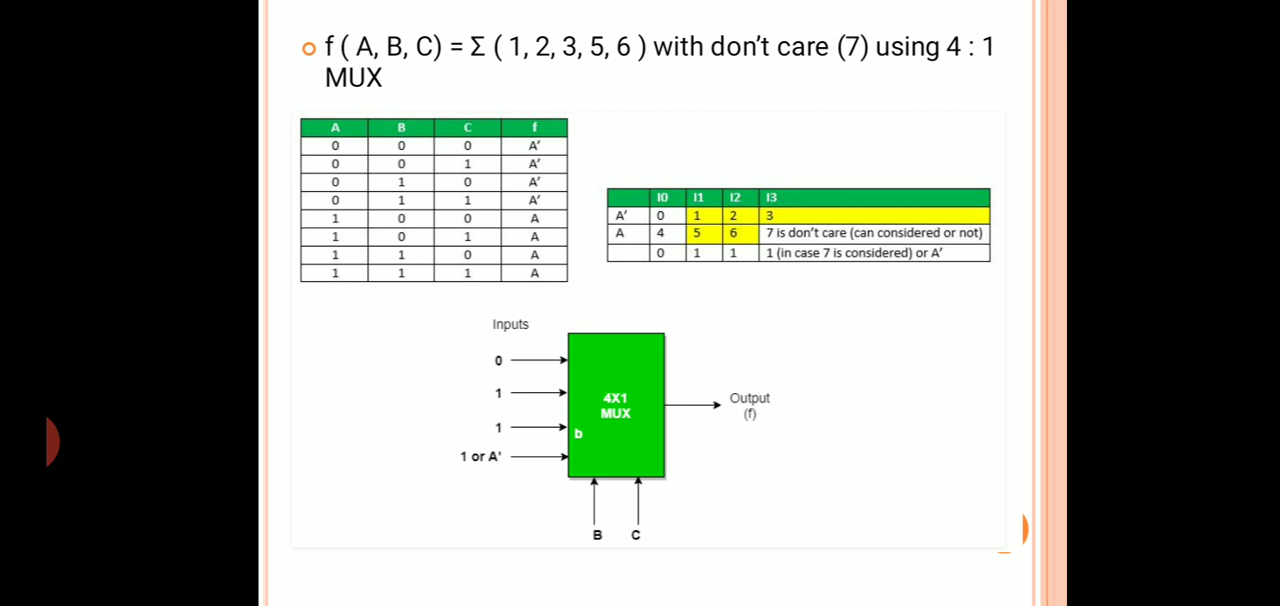 f ( A, B, C) = Σ ( 1, 2, 3, 5, 6 ) with don’t care (7) using 4 : 1
MUX
A B C f
0 0 0 A′
0 0 1 A′
0 1 0 A′
0 1 1 A′
1 0 0 A
1 0 1 A
1 1 0 A
1 1 1 A
I0 I1 I2 I3
A′ 0 1 2 3
A 4 5 6 7 is don’t care (can considered or not)
0 1 1 1 (in case 7 is considered) or A′
Inputs
0
1
1
1 or A'
4X1
MUX
b
Output
(f)
B C